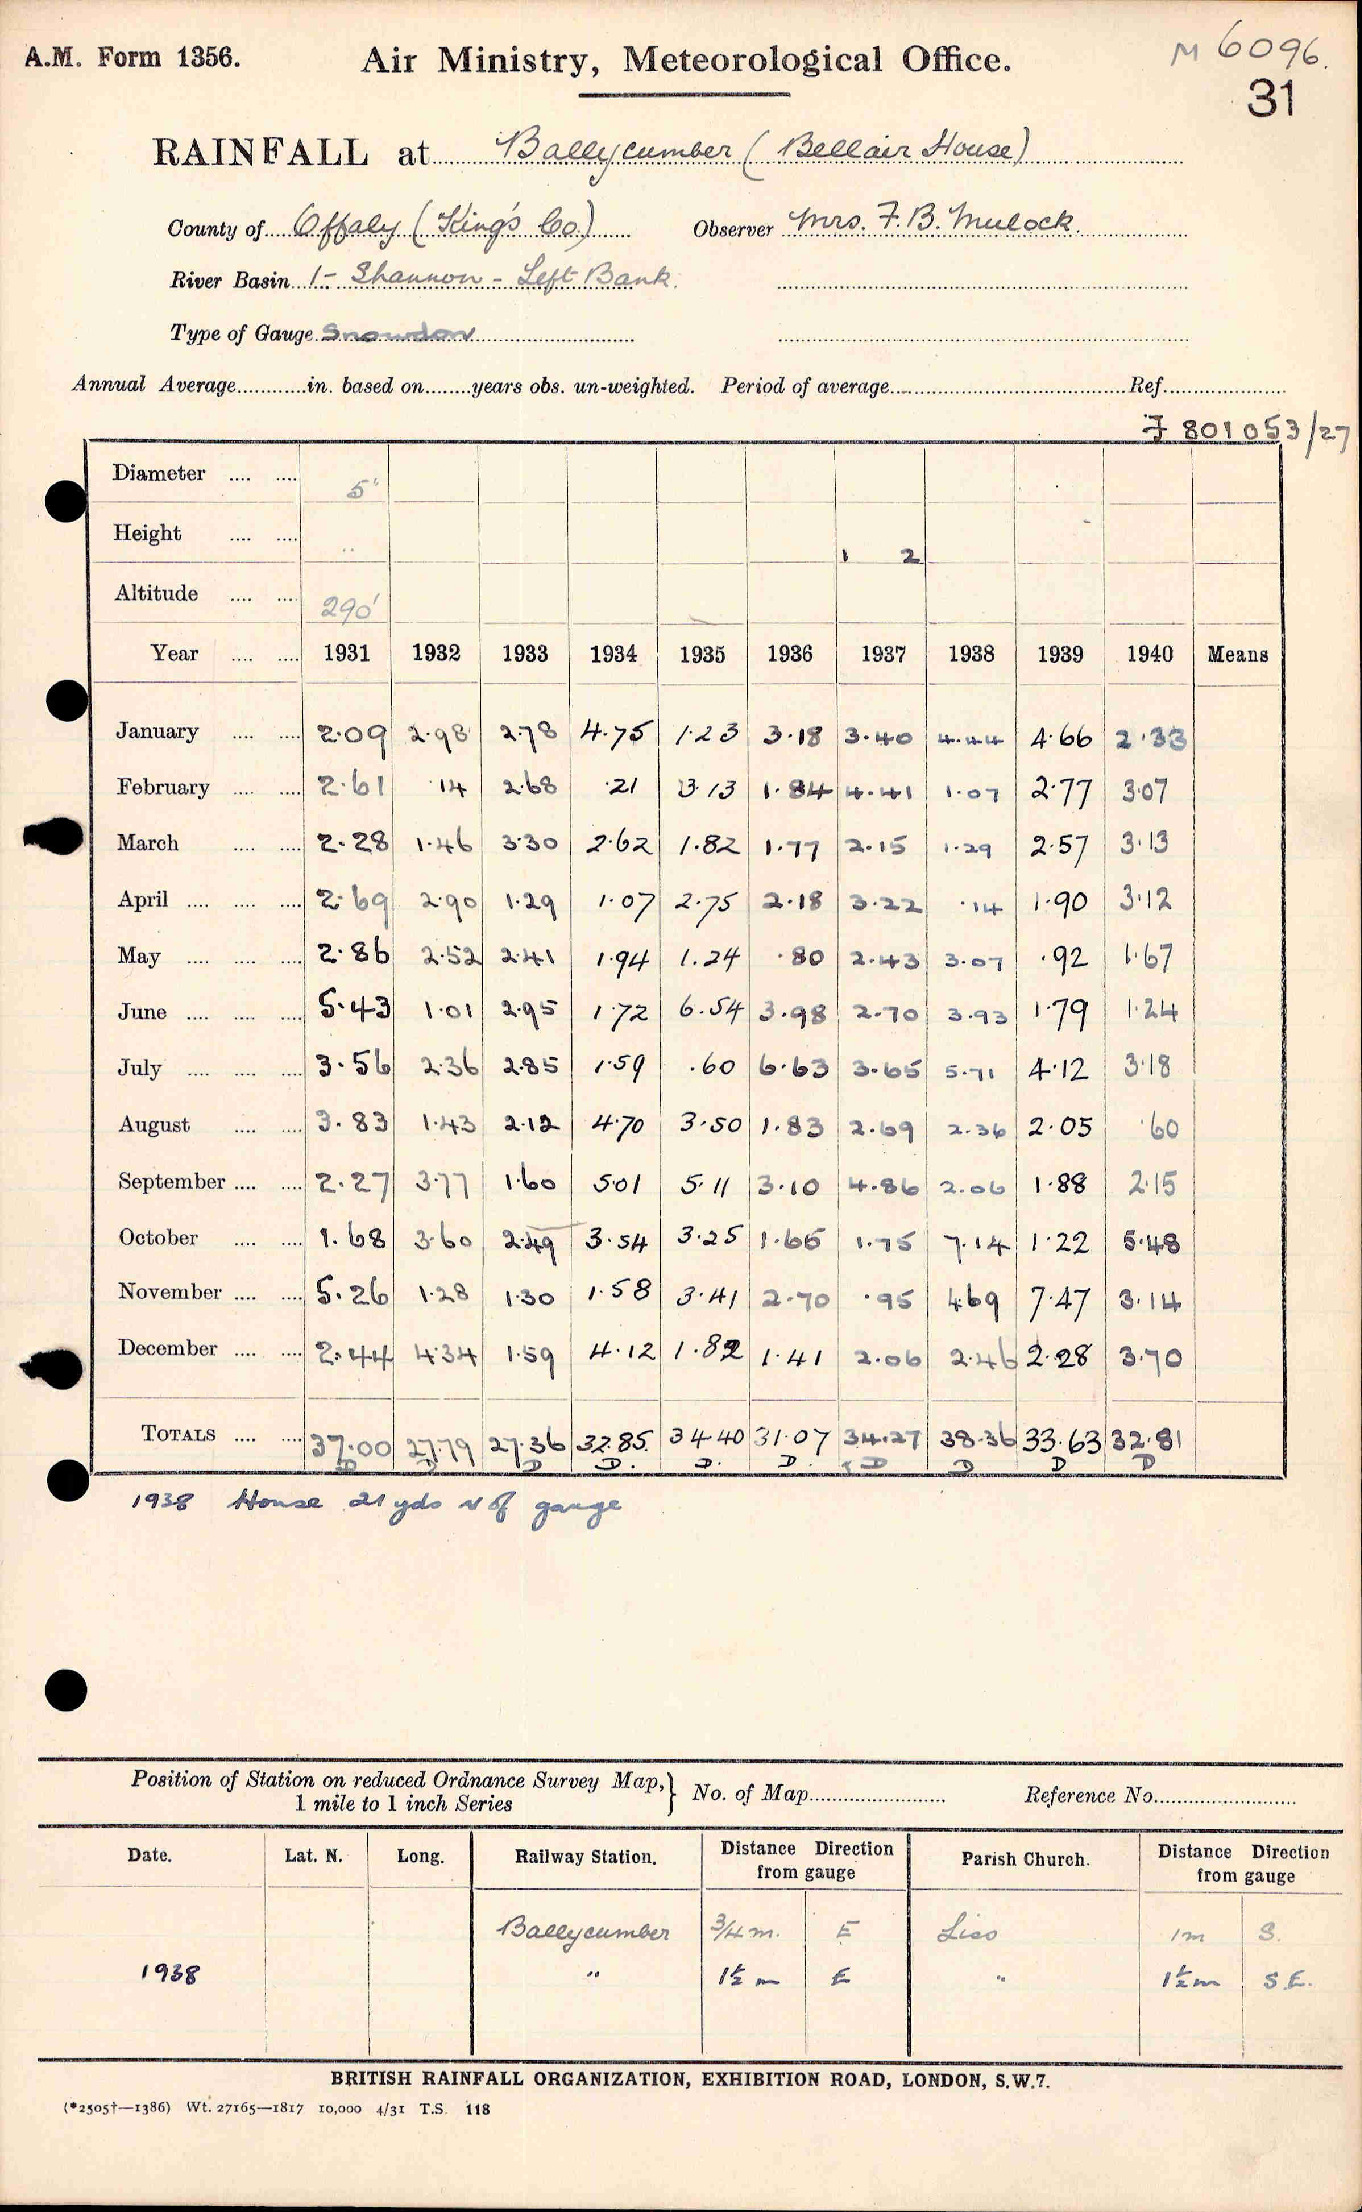 A.M. Form 1356. Air Ministry, Meteorological Office. M 6096.
31
RAINFALL at Ballycumber (Bellair House)
County of Offaly (King's Co.) Observer Mrs. F. B. Mulock.
River Basin 1- Shannon - Left Bank.
Type of Gauge Snowdon
Annual Average in. based on years obs. un-weighted. Period of average Ref.
J 801053/27
Diameter 5"
Height 1 2
Altitude 290'
Year 1931 1932 1933 1934 1935 1936 1937 1938 1939 1940 Means
January 2.09 2.98 2.78 4.75 1.23 3.18 3.40 4.44 4.66 2.33
February 2.61 .14 2.68 .21 3.13 1.84 4.41 1.07 2.77 3.07
March 2.28 1.46 3.30 2.62 1.82 1.77 2.15 1.29 2.57 3.13
April 2.69 2.90 1.29 1.07 2.75 2.18 3.22 .14 1.90 3.12
May 2.86 2.52 2.41 1.94 1.24 .80 2.43 3.07 .92 1.67
June 5.43 1.01 2.95 1.72 6.54 3.98 2.70 3.93 1.79 1.24
July 3.56 2.36 2.85 1.59 .60 6.63 3.65 5.71 4.12 3.18
August 3.83 1.43 2.12 4.70 3.50 1.83 2.69 2.36 2.05 .60
September 2.27 3.77 1.60 5.01 5.11 3.10 4.86 2.06 1.88 2.15
October 1.68 3.60 2.49 3.54 3.25 1.65 1.75 7.14 1.22 5.48
November 5.26 1.28 1.30 1.58 3.41 2.70 .95 4.69 7.47 3.14
December 2.44 4.34 1.59 4.12 1.82 1.41 2.06 2.46 2.28 3.70
TOTALS 37.00 27.79 27.36 32.85 34.40 31.07 34.27 38.36 33.63 32.81
D D D D. D. D D D D D
1938 House 21 yds N of gauge
Position of Station on reduced Ordnance Survey Map, 1 mile to 1 inch Series } No. of Map Reference No.
Date. Lat. N. Long. Railway Station. Distance Direction from gauge Parish Church. Distance Direction from gauge
Ballycumber 3/4 m. E Liss 1m S.
1938 " 1½ m E " 1½ m S.E.
BRITISH RAINFALL ORGANIZATION, EXHIBITION ROAD, LONDON, S.W.7.
(*2505†—1386) Wt. 27165—1817 10,000 4/31 T.S. 118